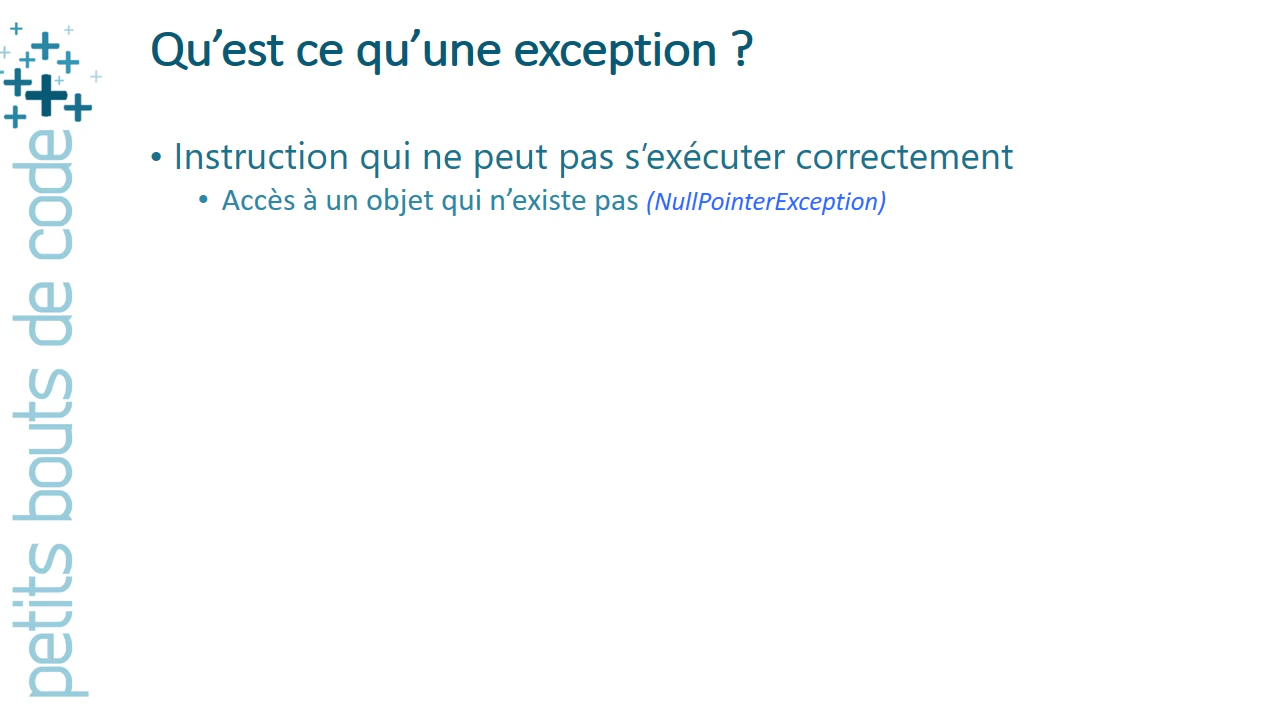 Qu’est ce qu’une exception ?
• Instruction qui ne peut pas s’exécuter correctement
• Accès à un objet qui n’existe pas (NullPointerException)
petits bouts de code